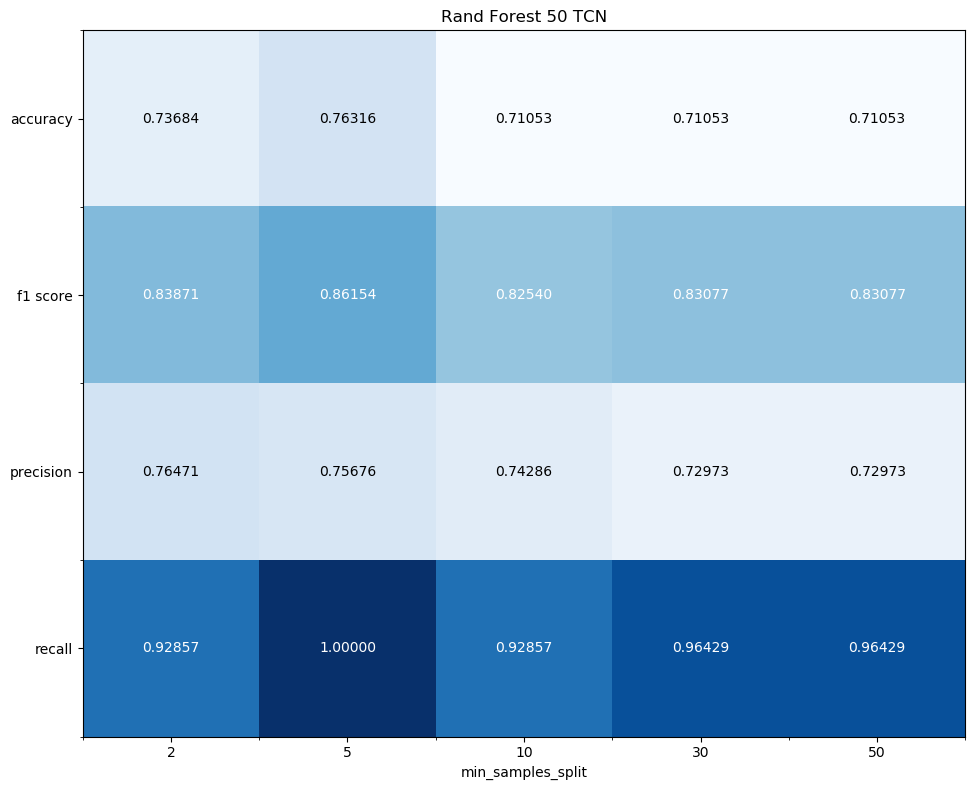 Rand Forest 50 TCN
accuracy 0.73684 0.76316 0.71053 0.71053 0.71053
f1 score 0.83871 0.86154 0.82540 0.83077 0.83077
precision 0.76471 0.75676 0.74286 0.72973 0.72973
recall 0.92857 1.00000 0.92857 0.96429 0.96429
2 5 10 30 50
min_samples_split